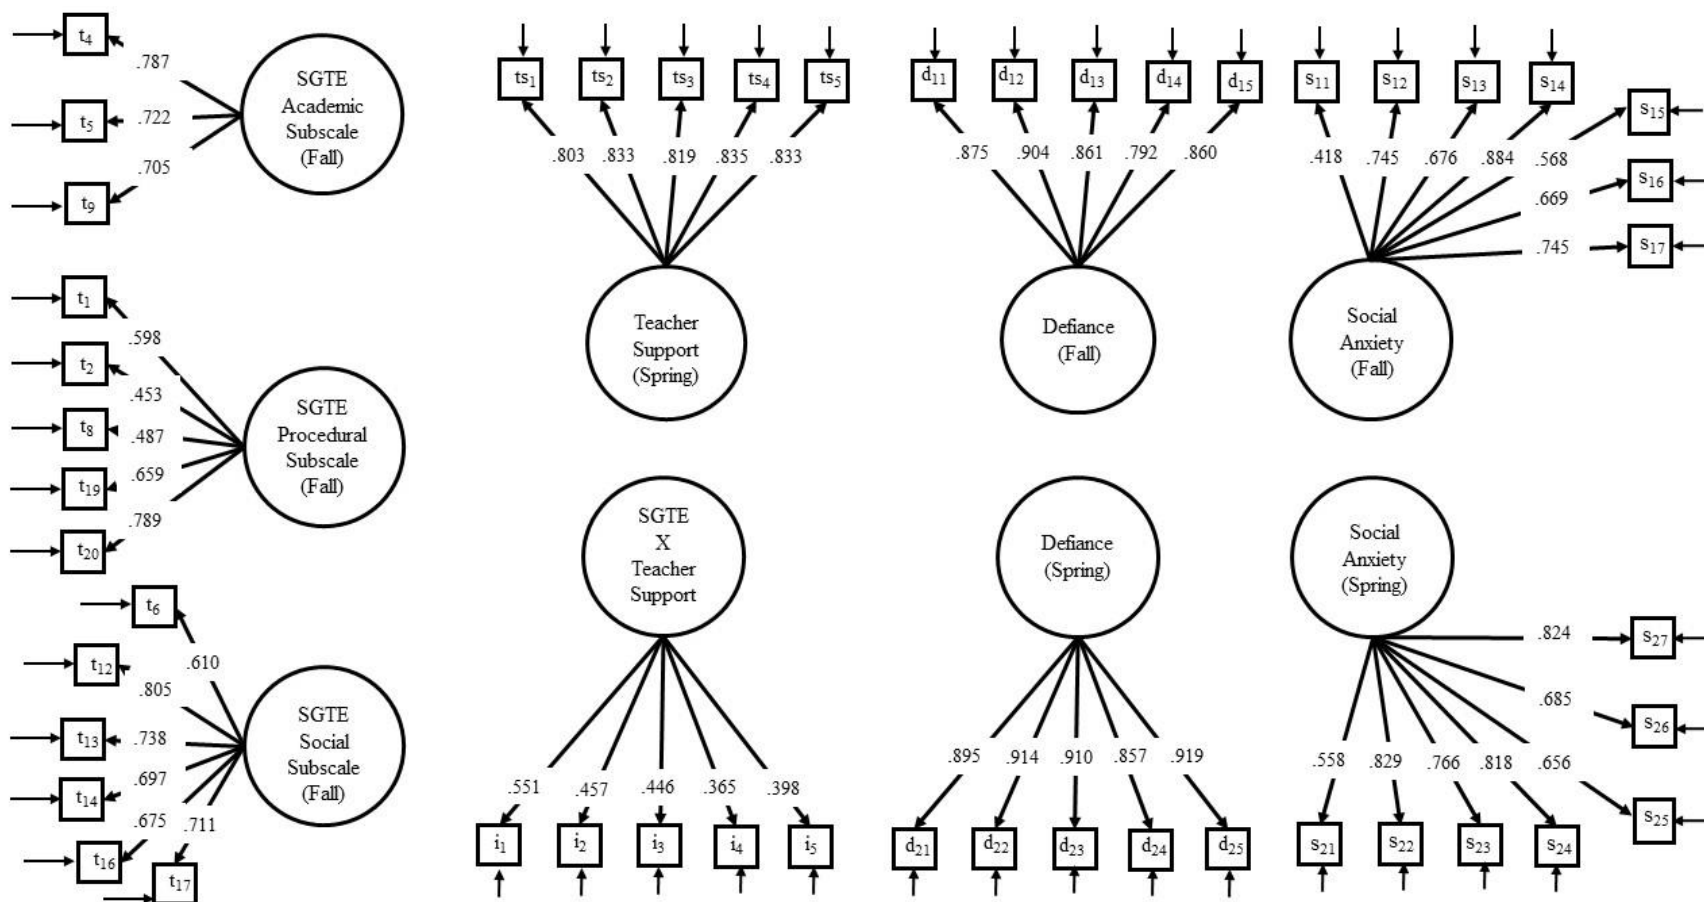 t4
.787
t5
.722
t9
.705
SGTE
Academic
Subscale
(Fall)
t1
.598
t2
.453
t8
.487
t19
.659
t20
.789
SGTE
Procedural
Subscale
(Fall)
t6
.610
t12
.805
t13
.738
t14
.697
t16
.675
t17
.711
SGTE
Social
Subscale
(Fall)
ts1 ts2 ts3 ts4 ts5
.803 .833 .819 .835 .833
Teacher
Support
(Spring)
SGTE
X
Teacher
Support
.551 .457 .446 .365 .398
i1 i2 i3 i4 i5
d11 d12 d13 d14 d15
.875 .904 .861 .792 .860
Defiance
(Fall)
Defiance
(Spring)
.895 .914 .910 .857 .919
d21 d22 d23 d24 d25
s11 s12 s13 s14 s15
.418 .745 .676 .884 .568
s16
.669
s17
.745
Social
Anxiety
(Fall)
Social
Anxiety
(Spring)
.824
s27
.685
s26
.558 .829 .766 .818 .656
s25
s21 s22 s23 s24